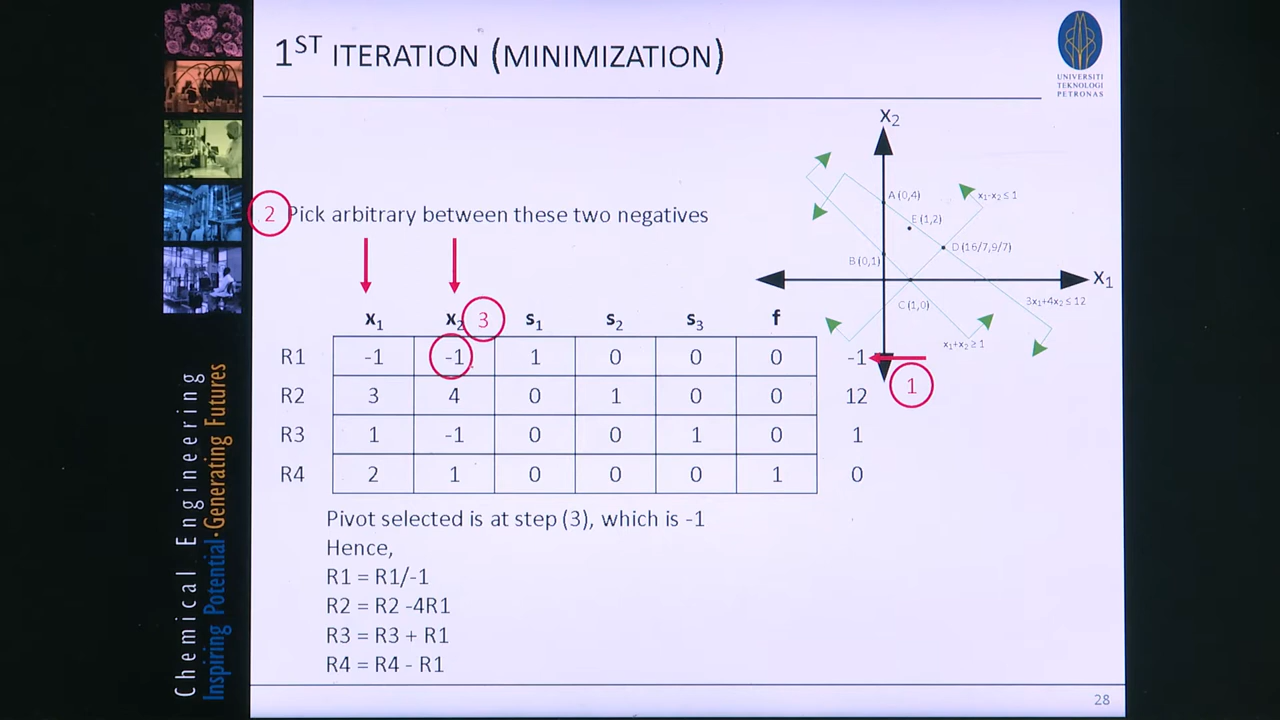 1ST ITERATION (MINIMIZATION)
UNIVERSITI
TEKNOLOGI
PETRONAS
2 Pick arbitrary between these two negatives
X2
A (0,4)
x1-x2 ≤ 1
E (1,2)
D (16/7,9/7)
B (0,1)
X1
C (1,0)
3x1+4x2 ≤ 12
x1+x2 ≥ 1
x1 x2 3 s1 s2 s3 f
R1 -1 -1 1 0 0 0 -1
1
R2 3 4 0 1 0 0 12
R3 1 -1 0 0 1 0 1
R4 2 1 0 0 0 1 0
Pivot selected is at step (3), which is -1
Hence,
R1 = R1/-1
R2 = R2 -4R1
R3 = R3 + R1
R4 = R4 - R1
Chemical Engineering
Inspiring Potential·Generating Futures
28